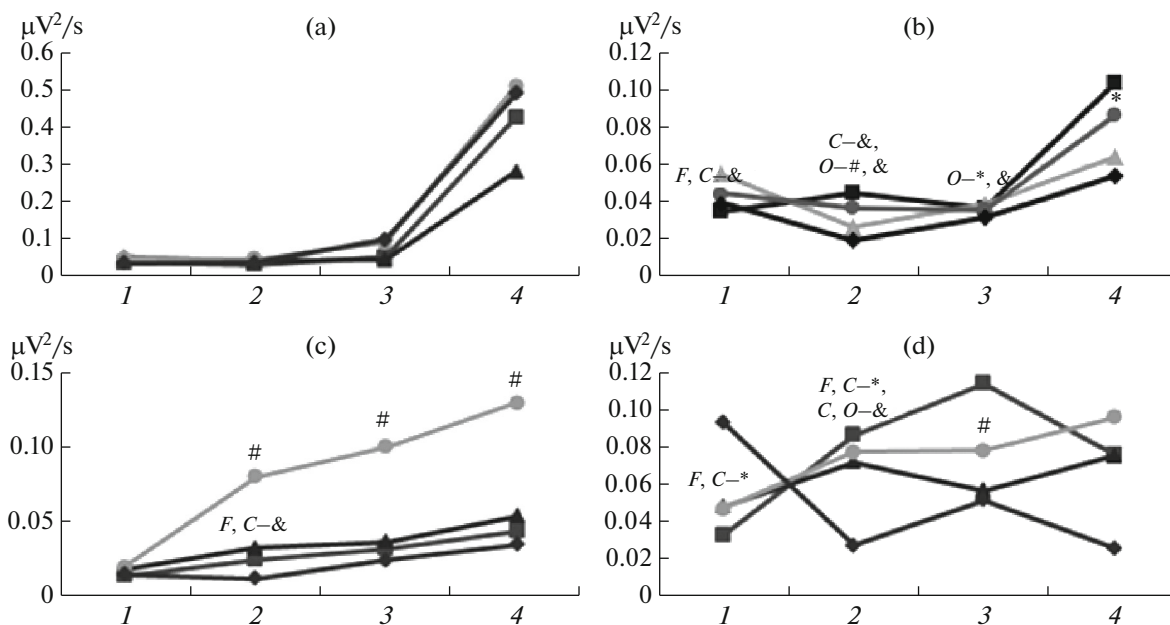 μV²/s
(a)
0.6
0.5
0.4
0.3
0.2
0.1
0
1 2 3 4
μV²/s
(b)
0.12
0.10
0.08
0.06
0.04
0.02
0
F, C–&
C–&,
O–#, &
O–*, &
*
1 2 3 4
μV²/s
(c)
0.15
0.10
0.05
0
#
#
#
F, C–&
1 2 3 4
μV²/s
(d)
0.12
0.10
0.08
0.06
0.04
0.02
0
F, C–*
F, C–*,
C, O–&
#
1 2 3 4